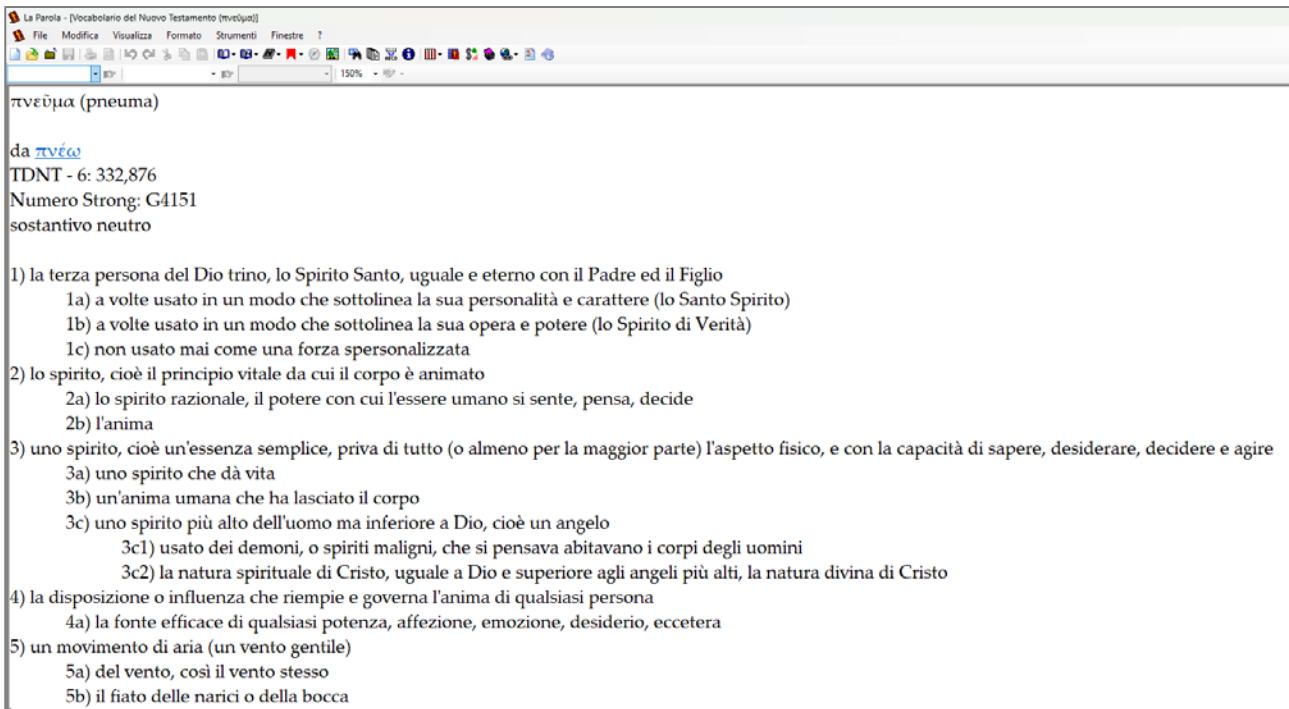 La Parola - [Vocabolario del Nuovo Testamento (πνεῦμα)]
File Modifica Visualizza Formato Strumenti Finestre ?
150%
πνεῦμα (pneuma)
da πνέω
TDNT - 6: 332,876
Numero Strong: G4151
sostantivo neutro
1) la terza persona del Dio trino, lo Spirito Santo, uguale e eterno con il Padre ed il Figlio
1a) a volte usato in un modo che sottolinea la sua personalità e carattere (lo Santo Spirito)
1b) a volte usato in un modo che sottolinea la sua opera e potere (lo Spirito di Verità)
1c) non usato mai come una forza spersonalizzata
2) lo spirito, cioè il principio vitale da cui il corpo è animato
2a) lo spirito razionale, il potere con cui l'essere umano si sente, pensa, decide
2b) l'anima
3) uno spirito, cioè un'essenza semplice, priva di tutto (o almeno per la maggior parte) l'aspetto fisico, e con la capacità di sapere, desiderare, decidere e agire
3a) uno spirito che dà vita
3b) un'anima umana che ha lasciato il corpo
3c) uno spirito più alto dell'uomo ma inferiore a Dio, cioè un angelo
3c1) usato dei demoni, o spiriti maligni, che si pensava abitavano i corpi degli uomini
3c2) la natura spirituale di Cristo, uguale a Dio e superiore agli angeli più alti, la natura divina di Cristo
4) la disposizione o influenza che riempie e governa l'anima di qualsiasi persona
4a) la fonte efficace di qualsiasi potenza, affezione, emozione, desiderio, eccetera
5) un movimento di aria (un vento gentile)
5a) del vento, così il vento stesso
5b) il fiato delle narici o della bocca